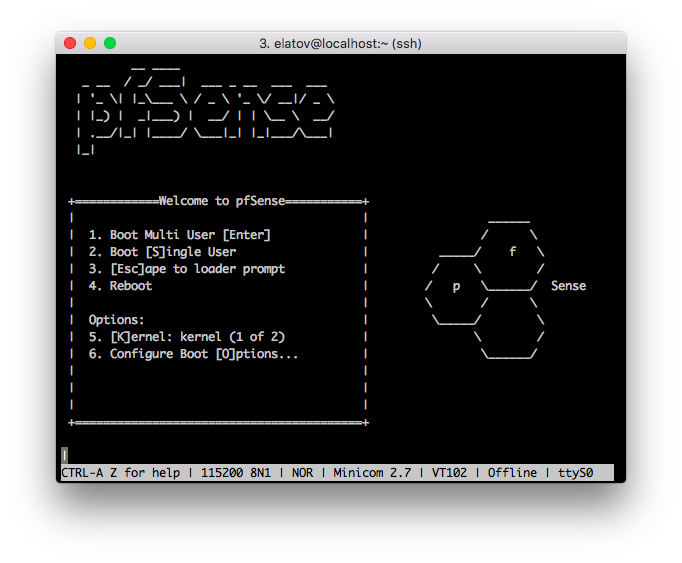 3. elatov@localhost:~ (ssh)
pfSense
Welcome to pfSense
1. Boot Multi User [Enter]
2. Boot [S]ingle User
3. [Esc]ape to loader prompt
4. Reboot
Options:
5. [K]ernel: kernel (1 of 2)
6. Configure Boot [O]ptions...
f
p Sense
CTRL-A Z for help | 115200 8N1 | NOR | Minicom 2.7 | VT102 | Offline | ttyS0